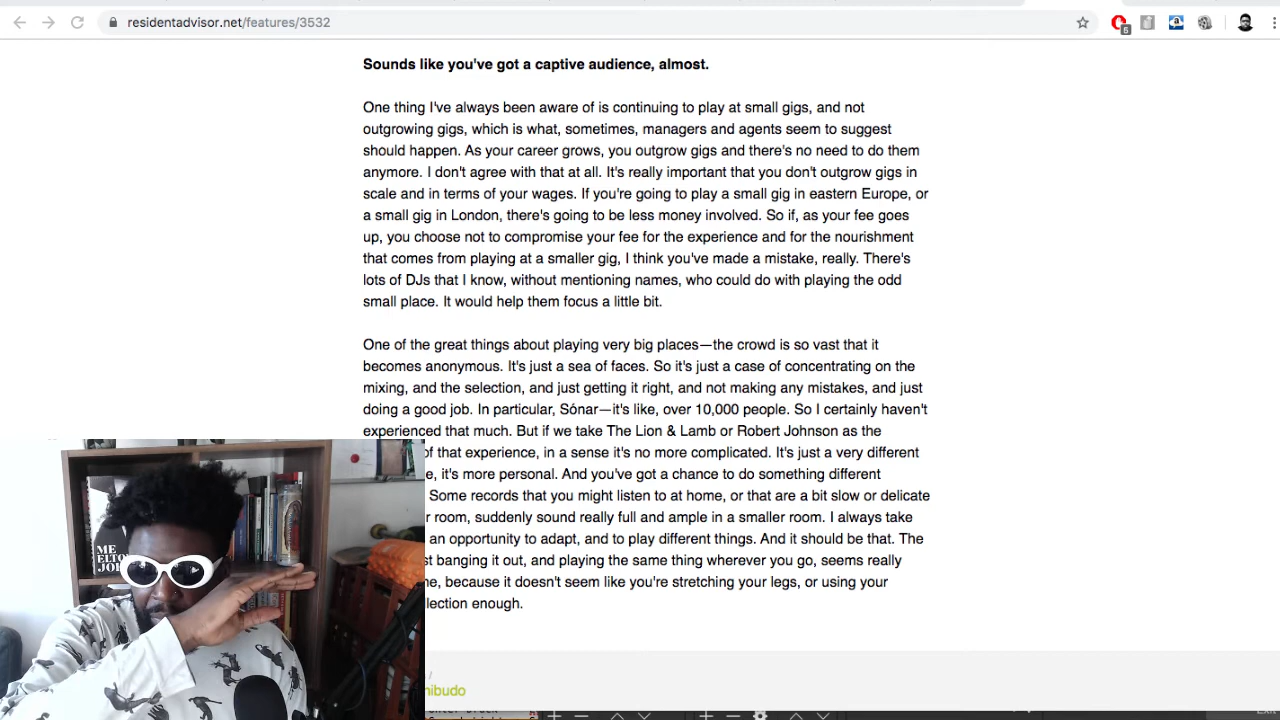 residentadvisor.net/features/3532
5
Sounds like you've got a captive audience, almost.
One thing I've always been aware of is continuing to play at small gigs, and not
outgrowing gigs, which is what, sometimes, managers and agents seem to suggest
should happen. As your career grows, you outgrow gigs and there's no need to do them
anymore. I don't agree with that at all. It's really important that you don't outgrow gigs in
scale and in terms of your wages. If you're going to play a small gig in eastern Europe, or
a small gig in London, there's going to be less money involved. So if, as your fee goes
up, you choose not to compromise your fee for the experience and for the nourishment
that comes from playing at a smaller gig, I think you've made a mistake, really. There's
lots of DJs that I know, without mentioning names, who could do with playing the odd
small place. It would help them focus a little bit.
One of the great things about playing very big places—the crowd is so vast that it
becomes anonymous. It's just a sea of faces. So it's just a case of concentrating on the
mixing, and the selection, and just getting it right, and not making any mistakes, and just
doing a good job. In particular, Sónar—it's like, over 10,000 people. So I certainly haven't
experienced that much. But if we take The Lion & Lamb or Robert Johnson as the
of that experience, in a sense it's no more complicated. It's just a very different
e, it's more personal. And you've got a chance to do something different
Some records that you might listen to at home, or that are a bit slow or delicate
r room, suddenly sound really full and ample in a smaller room. I always take
an opportunity to adapt, and to play different things. And it should be that. The
st banging it out, and playing the same thing wherever you go, seems really
ne, because it doesn't seem like you're stretching your legs, or using your
lection enough.
/
hibudo
ME
ELTON
JOHN